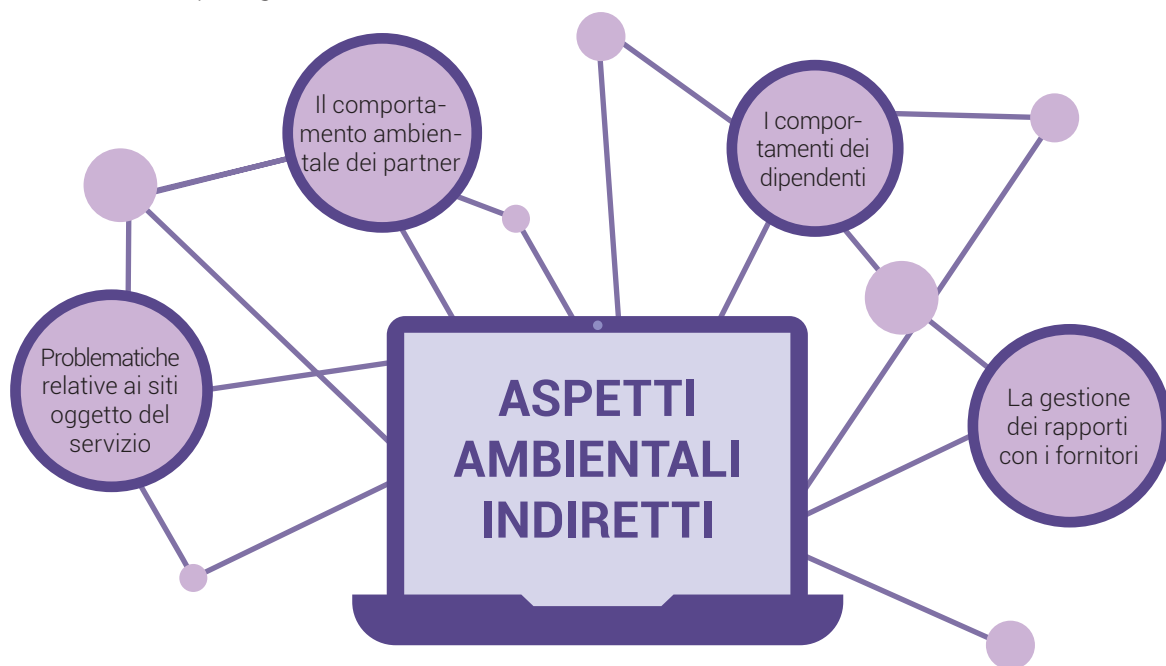 Il comporta-
mento ambien-
tale dei partner
I compor-
tamenti dei
dipendenti
Problematiche
relative ai siti
oggetto del
servizio
ASPETTI
AMBIENTALI
INDIRETTI
La gestione
dei rapporti
con i fornitori